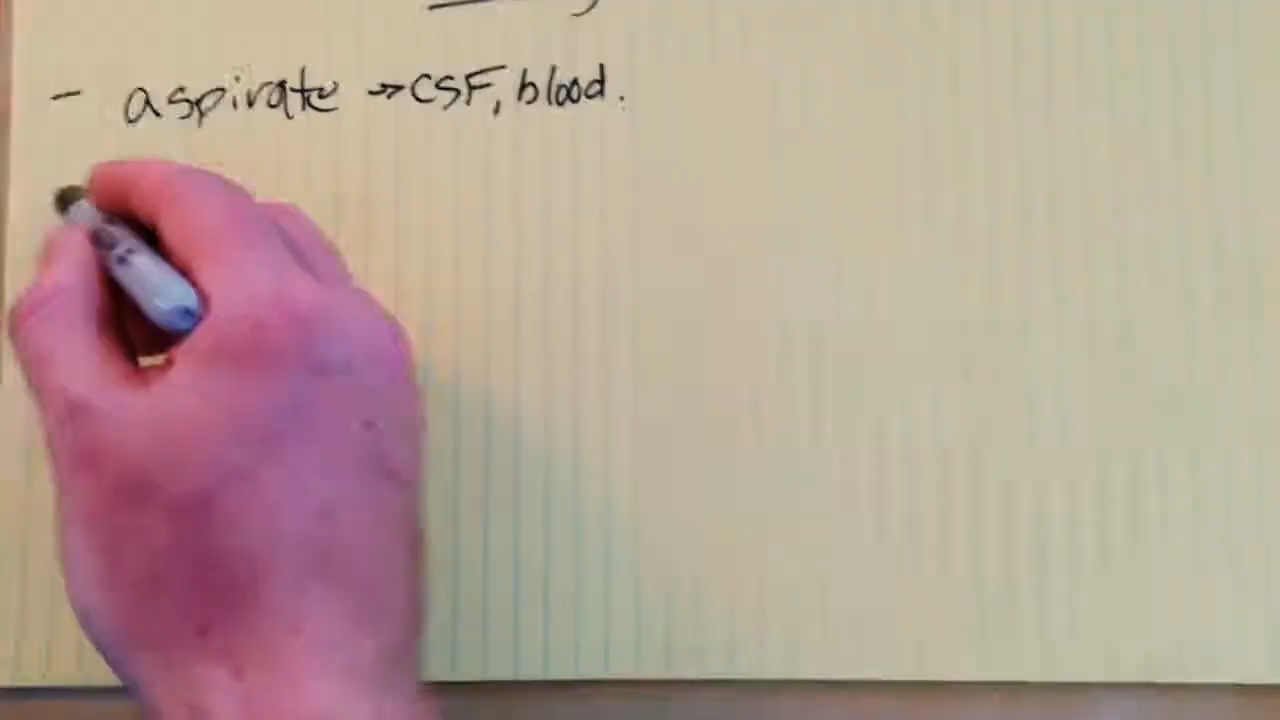 - aspirate → CSF, blood.